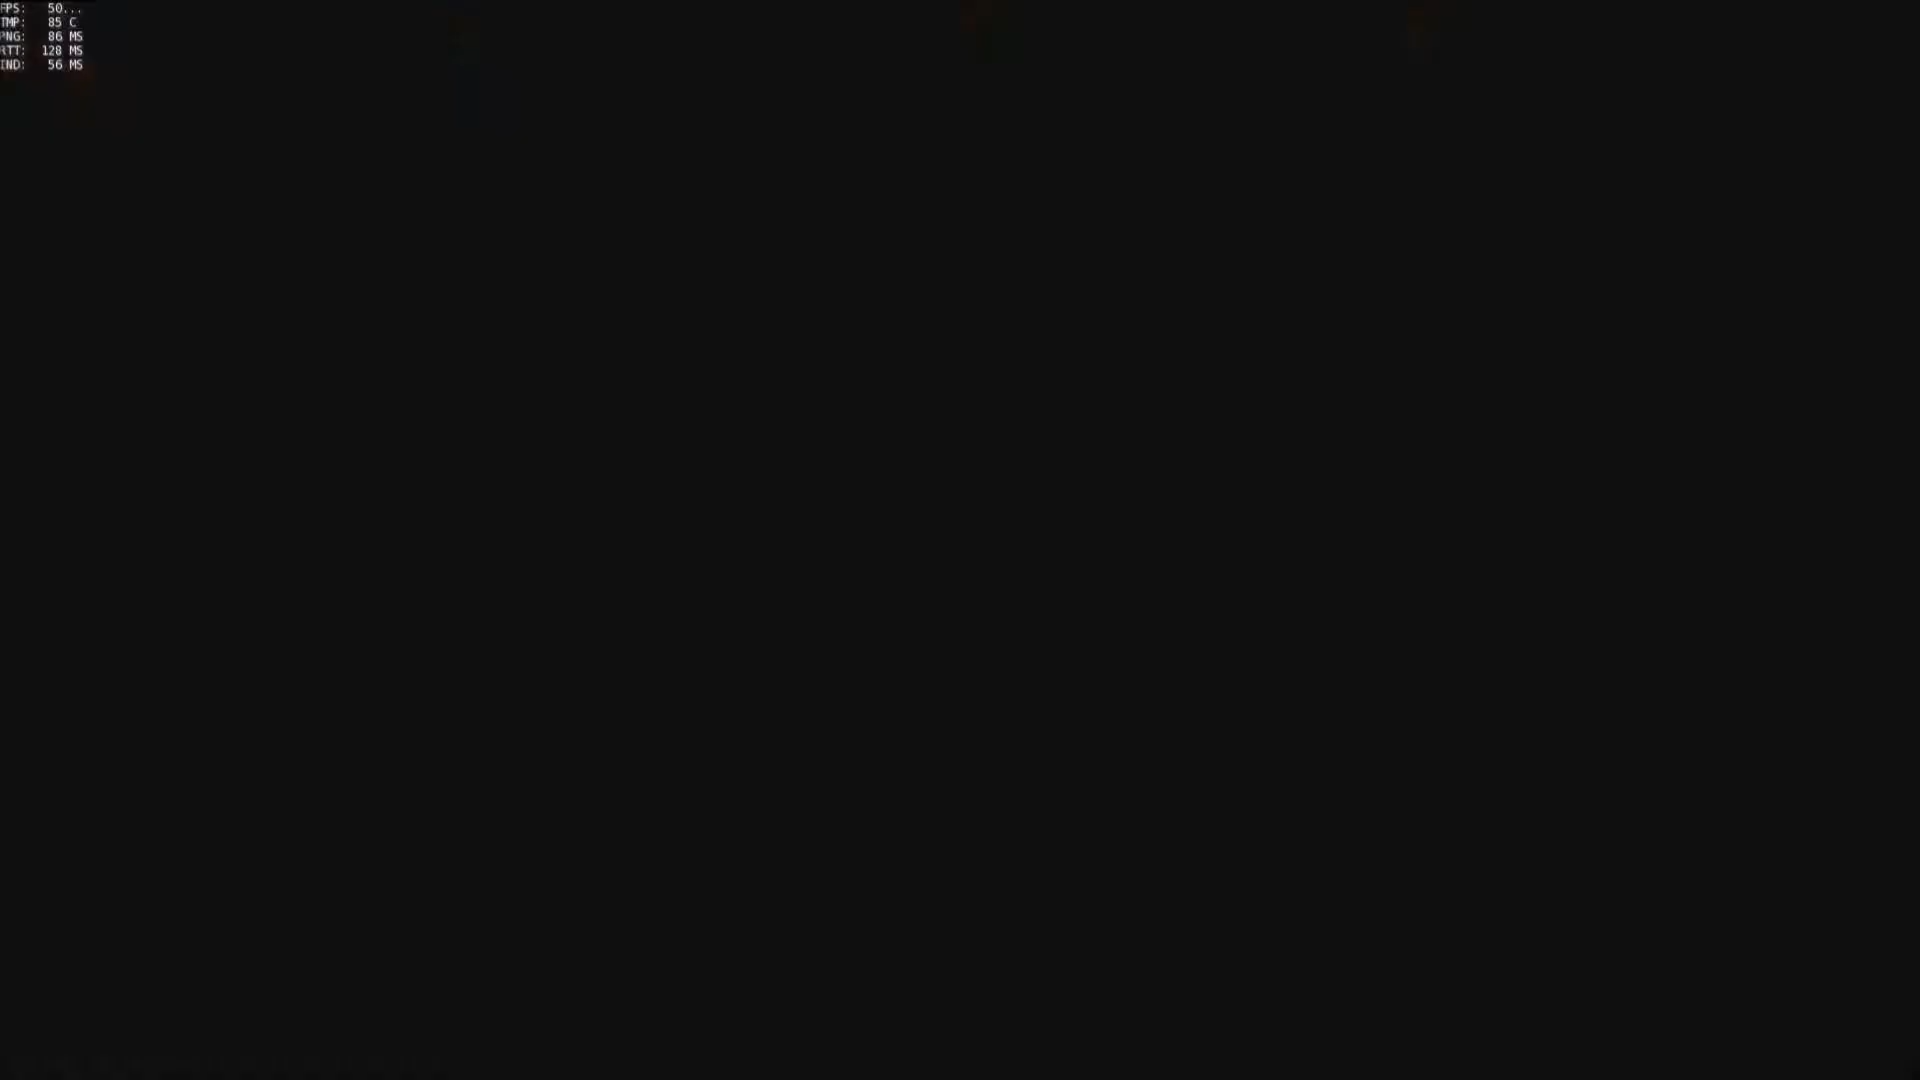 FPS: 50...
TMP: 85 C
PNG: 86 MS
RTT: 128 MS
IND: 56 MS